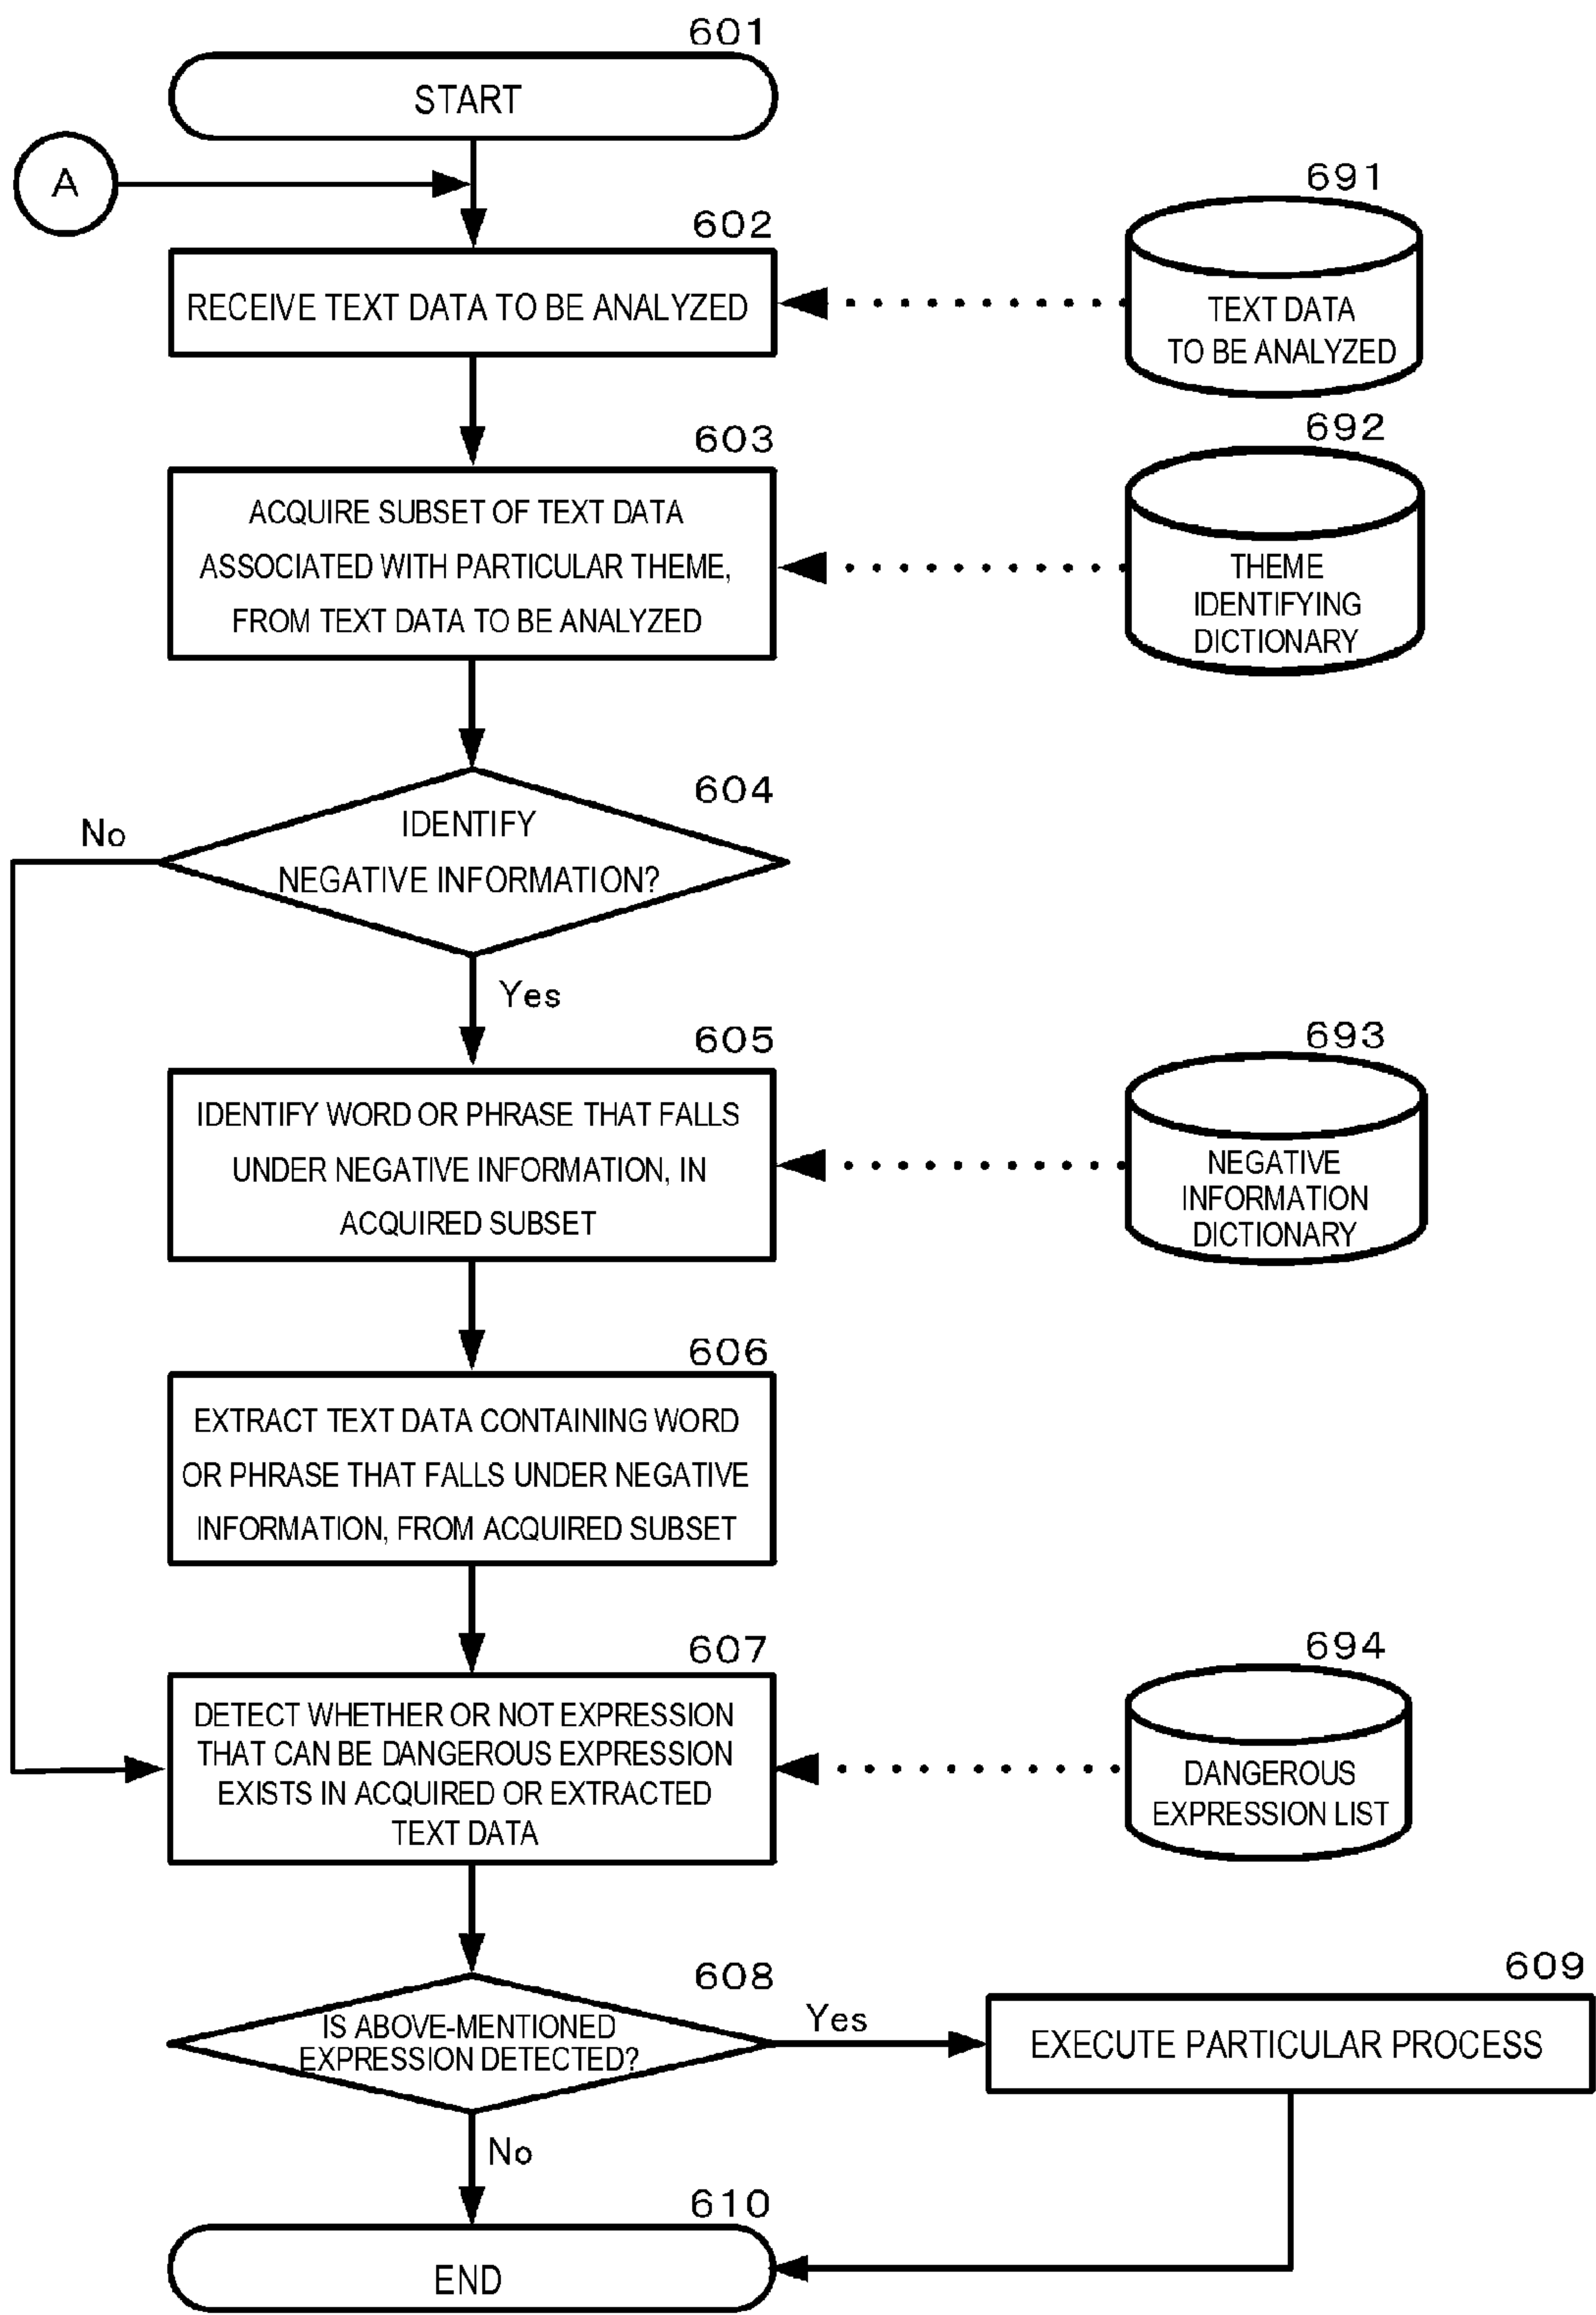 601
START
A
602
RECEIVE TEXT DATA TO BE ANALYZED
691
TEXT DATA
TO BE ANALYZED
603
ACQUIRE SUBSET OF TEXT DATA
ASSOCIATED WITH PARTICULAR THEME,
FROM TEXT DATA TO BE ANALYZED
692
THEME
IDENTIFYING
DICTIONARY
604
IDENTIFY
NEGATIVE INFORMATION?
No
Yes
605
IDENTIFY WORD OR PHRASE THAT FALLS
UNDER NEGATIVE INFORMATION, IN
ACQUIRED SUBSET
693
NEGATIVE
INFORMATION
DICTIONARY
606
EXTRACT TEXT DATA CONTAINING WORD
OR PHRASE THAT FALLS UNDER NEGATIVE
INFORMATION, FROM ACQUIRED SUBSET
607
DETECT WHETHER OR NOT EXPRESSION
THAT CAN BE DANGEROUS EXPRESSION
EXISTS IN ACQUIRED OR EXTRACTED
TEXT DATA
694
DANGEROUS
EXPRESSION LIST
608
IS ABOVE-MENTIONED
EXPRESSION DETECTED?
Yes
609
EXECUTE PARTICULAR PROCESS
No
610
END